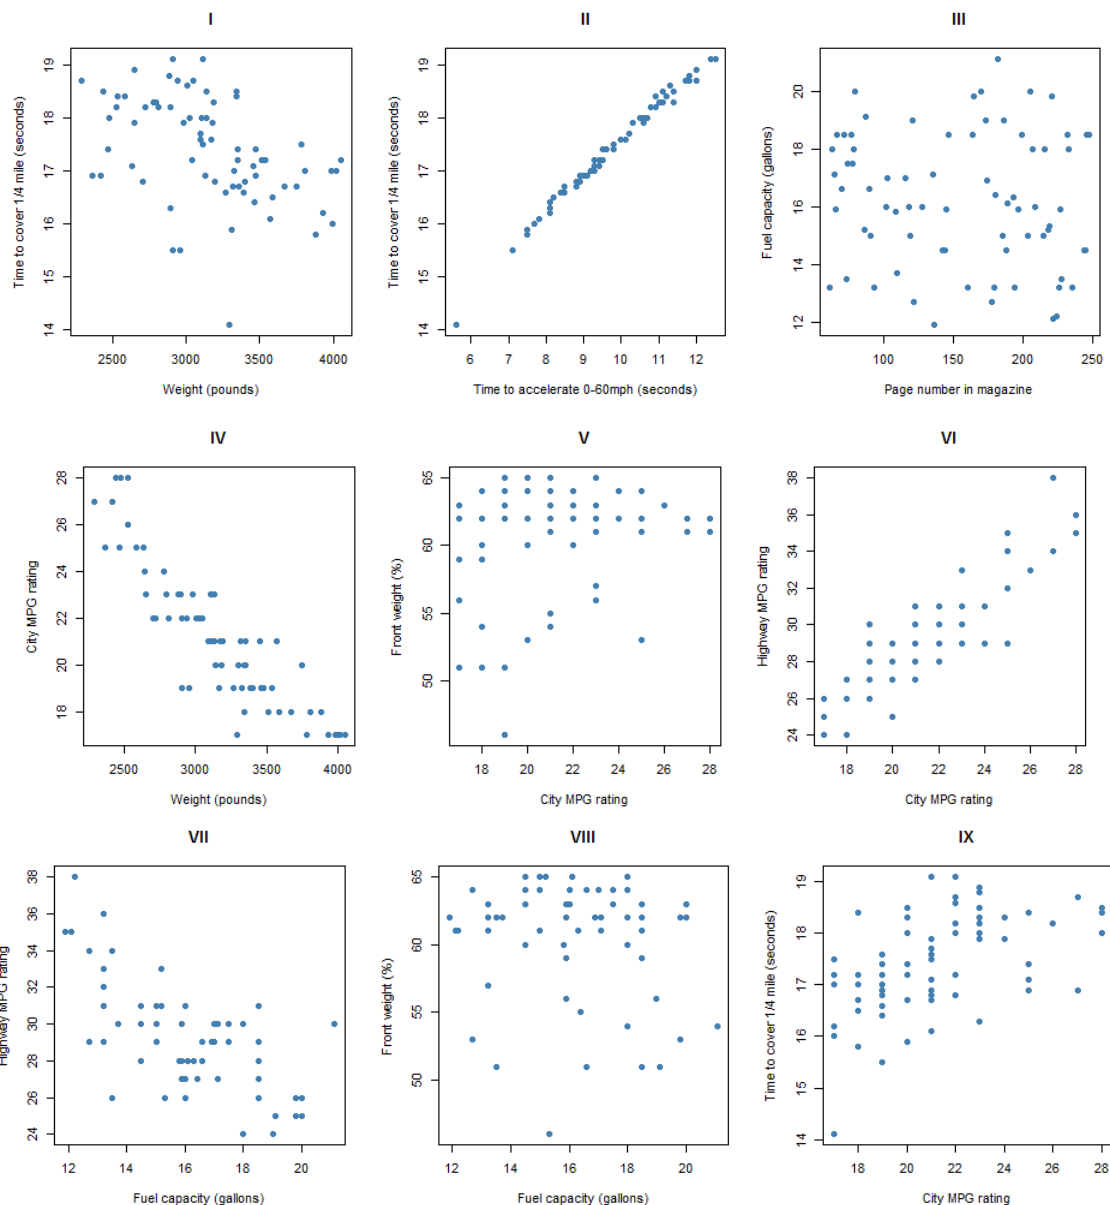 I
Time to cover 1/4 mile (seconds)
19
18
17
16
15
14
2500 3000 3500 4000
Weight (pounds)
II
Time to cover 1/4 mile (seconds)
19
18
17
16
15
14
6 7 8 9 10 11 12
Time to accelerate 0-60mph (seconds)
III
Fuel capacity (gallons)
20
18
16
14
12
100 150 200 250
Page number in magazine
IV
City MPG rating
28
26
24
22
20
18
2500 3000 3500 4000
Weight (pounds)
V
Front weight (%)
65
60
55
50
18 20 22 24 26 28
City MPG rating
VI
Highway MPG rating
38
36
34
32
30
28
26
24
18 20 22 24 26 28
City MPG rating
VII
Highway MPG rating
38
36
34
32
30
28
26
24
12 14 16 18 20
Fuel capacity (gallons)
VIII
Front weight (%)
65
60
55
50
12 14 16 18 20
Fuel capacity (gallons)
IX
Time to cover 1/4 mile (seconds)
19
18
17
16
15
14
18 20 22 24 26 28
City MPG rating